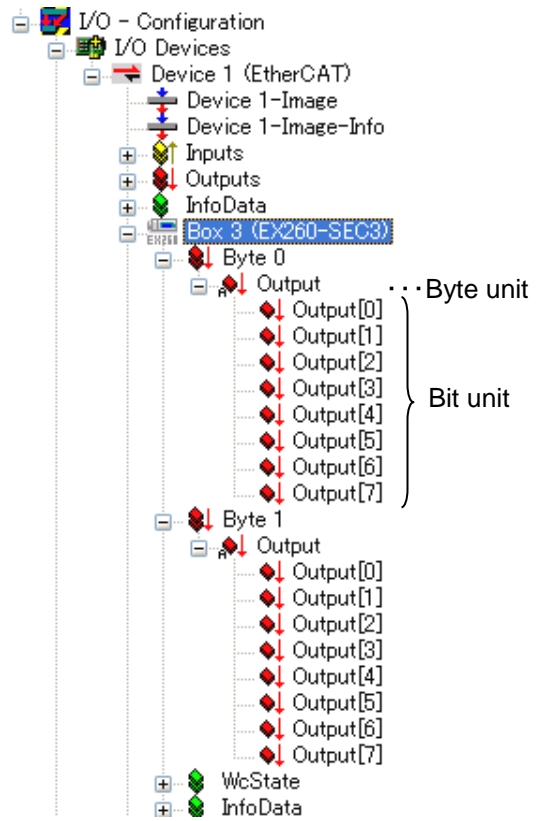 I/O - Configuration
I/O Devices
Device 1 (EtherCAT)
Device 1-Image
Device 1-Image-Info
Inputs
Outputs
InfoData
EX260 Box 3 (EX260-SEC3)
Byte 0
A Output ···Byte unit
Output[0]
Output[1]
Output[2]
Output[3]
Output[4] Bit unit
Output[5]
Output[6]
Output[7]
Byte 1
A Output
Output[0]
Output[1]
Output[2]
Output[3]
Output[4]
Output[5]
Output[6]
Output[7]
WcState
InfoData